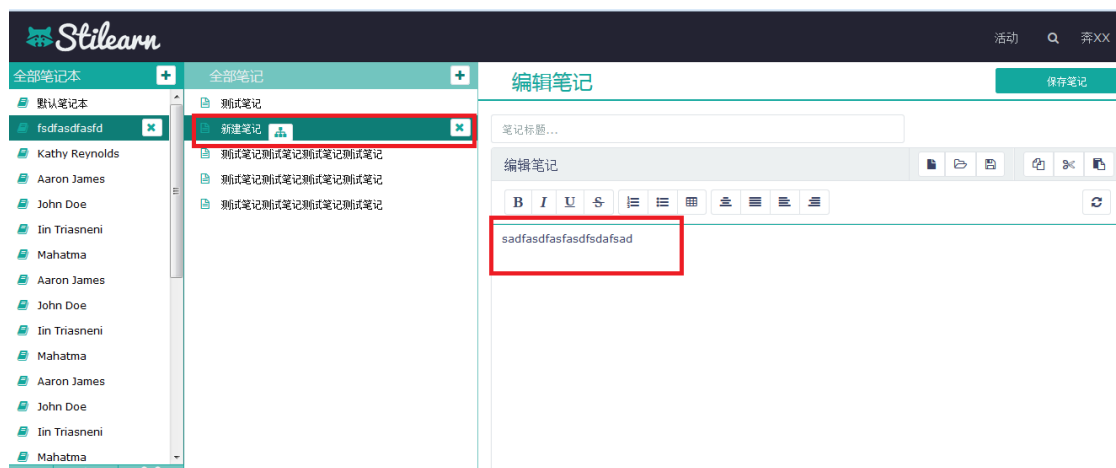 Stilearn
活动 奔XX
全部笔记本
默认笔记本
fsdfasdfasfd
Kathy Reynolds
Aaron James
John Doe
Iin Triasneni
Mahatma
Aaron James
John Doe
Iin Triasneni
Mahatma
Aaron James
John Doe
Iin Triasneni
Mahatma
全部笔记
测试笔记
新建笔记
测试笔记测试笔记测试笔记测试笔记
测试笔记测试笔记测试笔记测试笔记
测试笔记测试笔记测试笔记测试笔记
编辑笔记
保存笔记
笔记标题...
编辑笔记
B I U S
sadfasdfasfasdfsdafsad